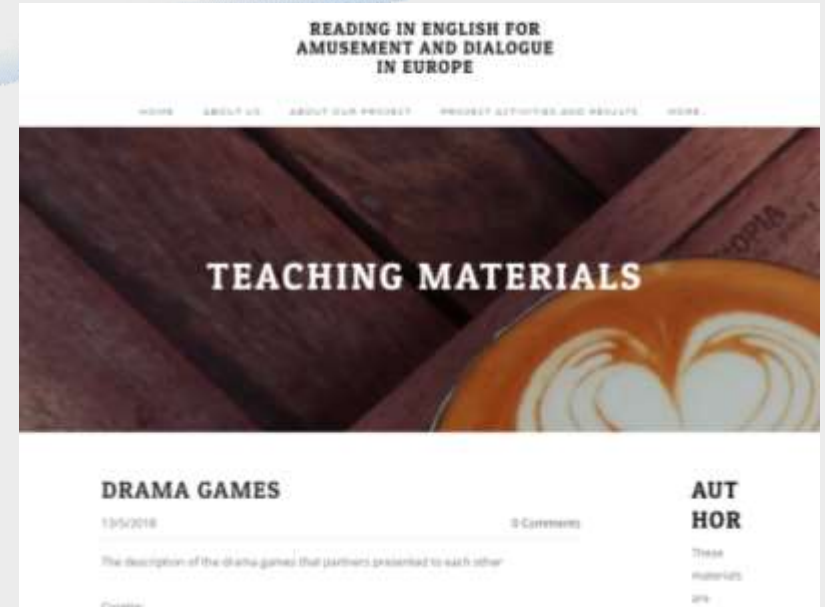 READING IN ENGLISH FOR
AMUSEMENT AND DIALOGUE
IN EUROPE
HOME ABOUT US ABOUT OUR PROJECT PROJECT ACTIVITIES AND RESULTS MORE...
TEACHING MATERIALS
DRAMA GAMES
13/5/2018 0 Comments
The description of the drama games that partners presented to each other
AUT
HOR
These
materials
are